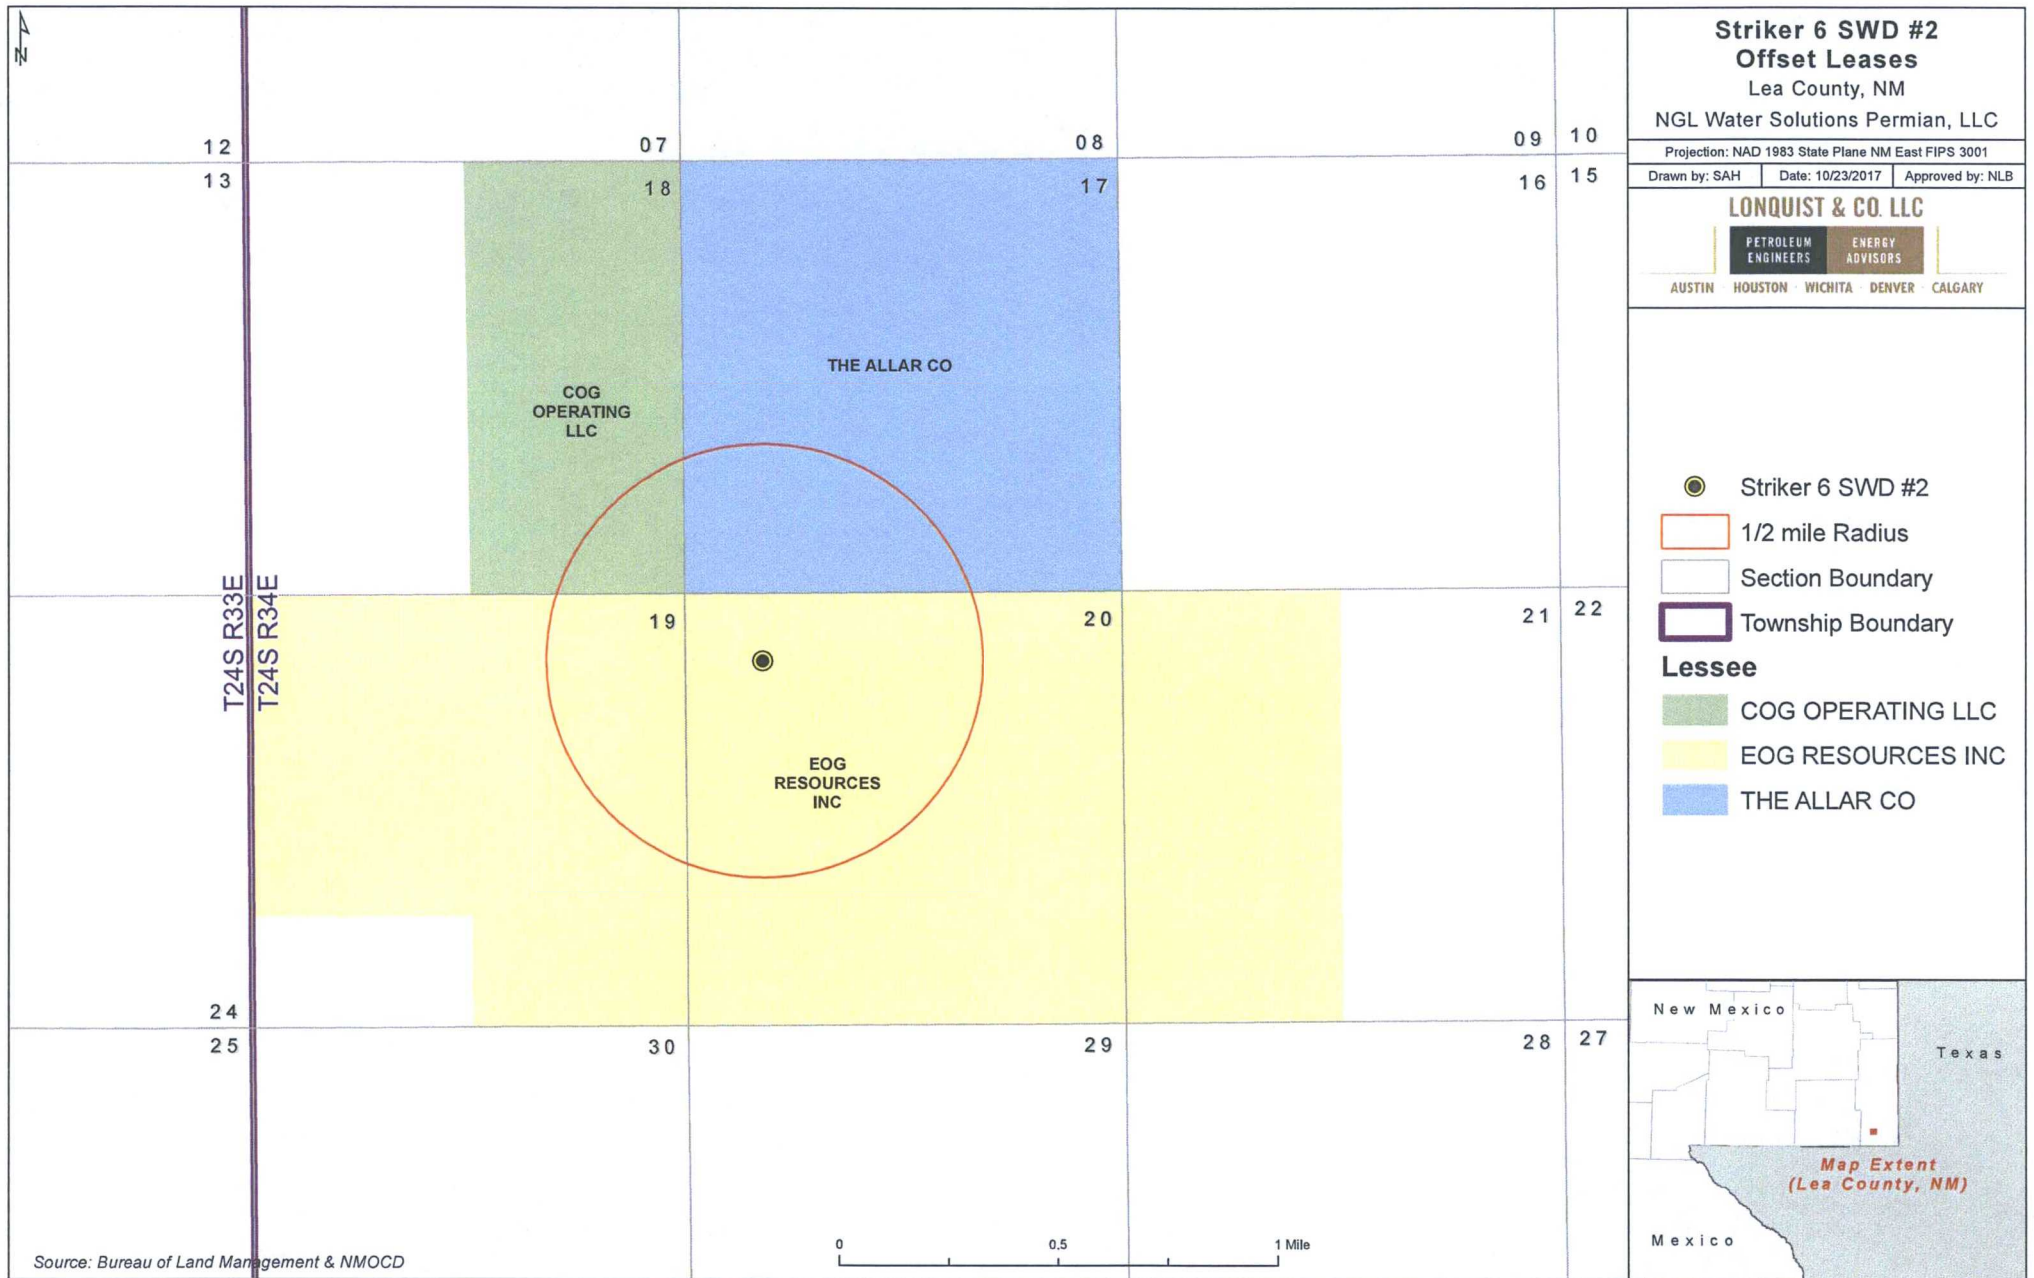 N
12
07
08
09
10
13
18
17
16
15
COG
OPERATING
LLC
THE ALLAR CO
T24S R33E
T24S R34E
19
20
21
22
EOG
RESOURCES
INC
24
25
30
29
28
27
0 0.5 1 Mile
Source: Bureau of Land Management & NMOCD
Striker 6 SWD #2
Offset Leases
Lea County, NM
NGL Water Solutions Permian, LLC
Projection: NAD 1983 State Plane NM East FIPS 3001
Drawn by: SAH Date: 10/23/2017 Approved by: NLB
LONQUIST & CO. LLC
PETROLEUM
ENGINEERS
ENERGY
ADVISORS
AUSTIN · HOUSTON · WICHITA · DENVER · CALGARY
Striker 6 SWD #2
1/2 mile Radius
Section Boundary
Township Boundary
Lessee
COG OPERATING LLC
EOG RESOURCES INC
THE ALLAR CO
New Mexico
Texas
Map Extent
(Lea County, NM)
Mexico